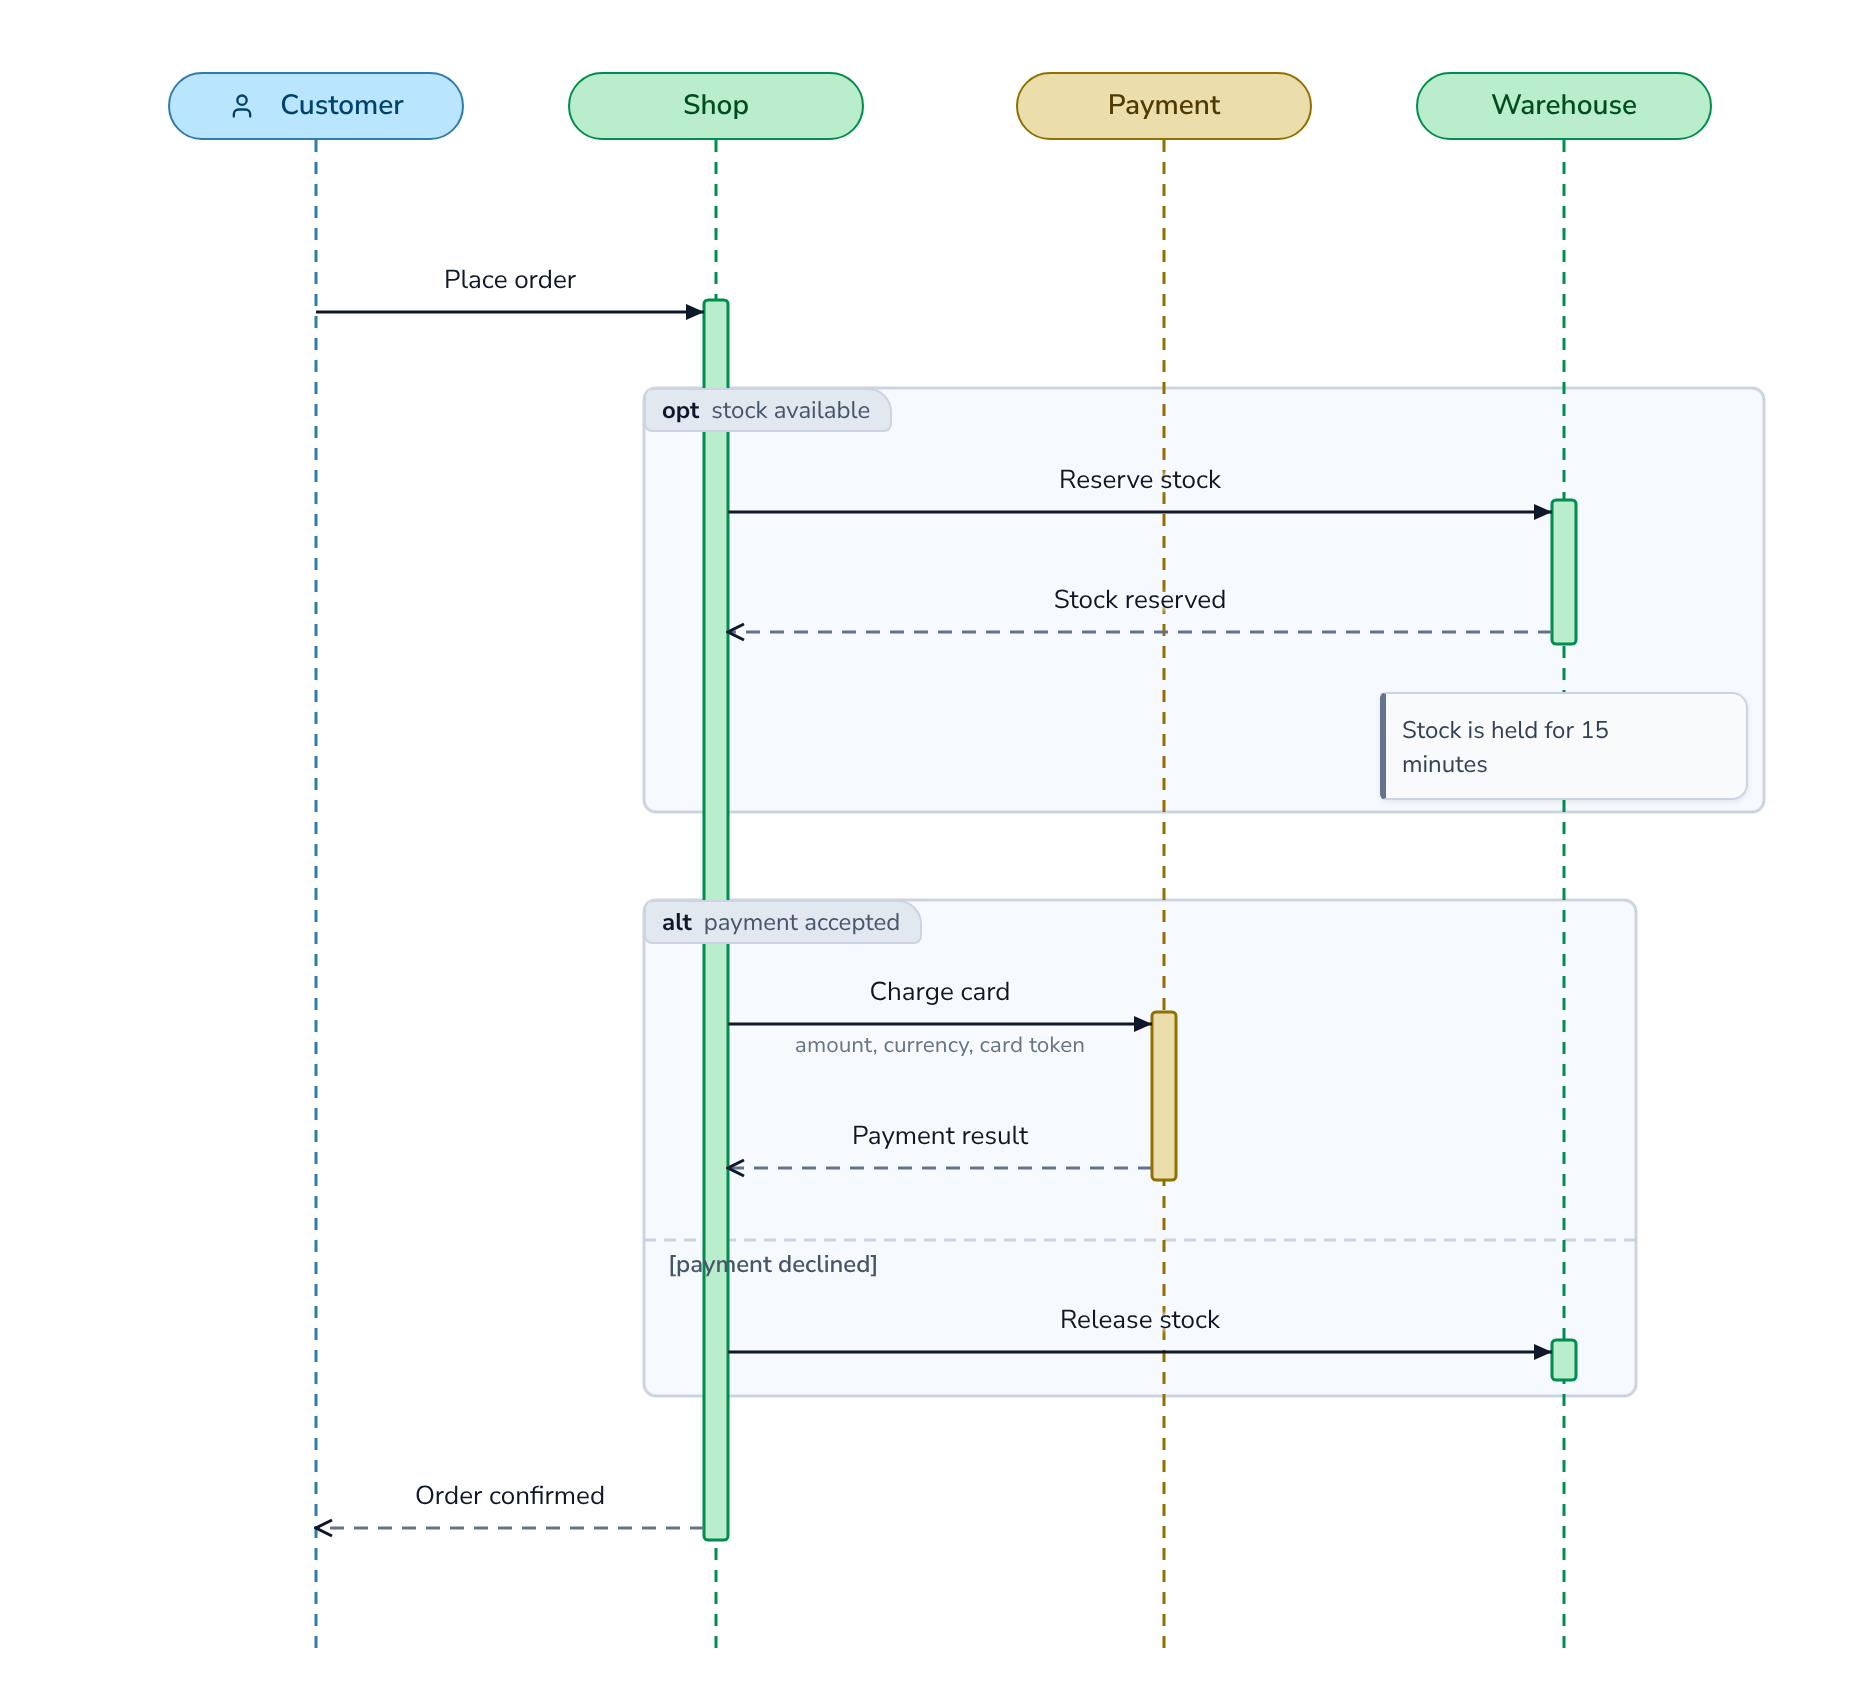 Customer
Shop
Payment
Warehouse
Place order
opt stock available
Reserve stock
Stock reserved
Stock is held for 15
minutes
alt payment accepted
Charge card
amount, currency, card token
Payment result
[payment declined]
Release stock
Order confirmed